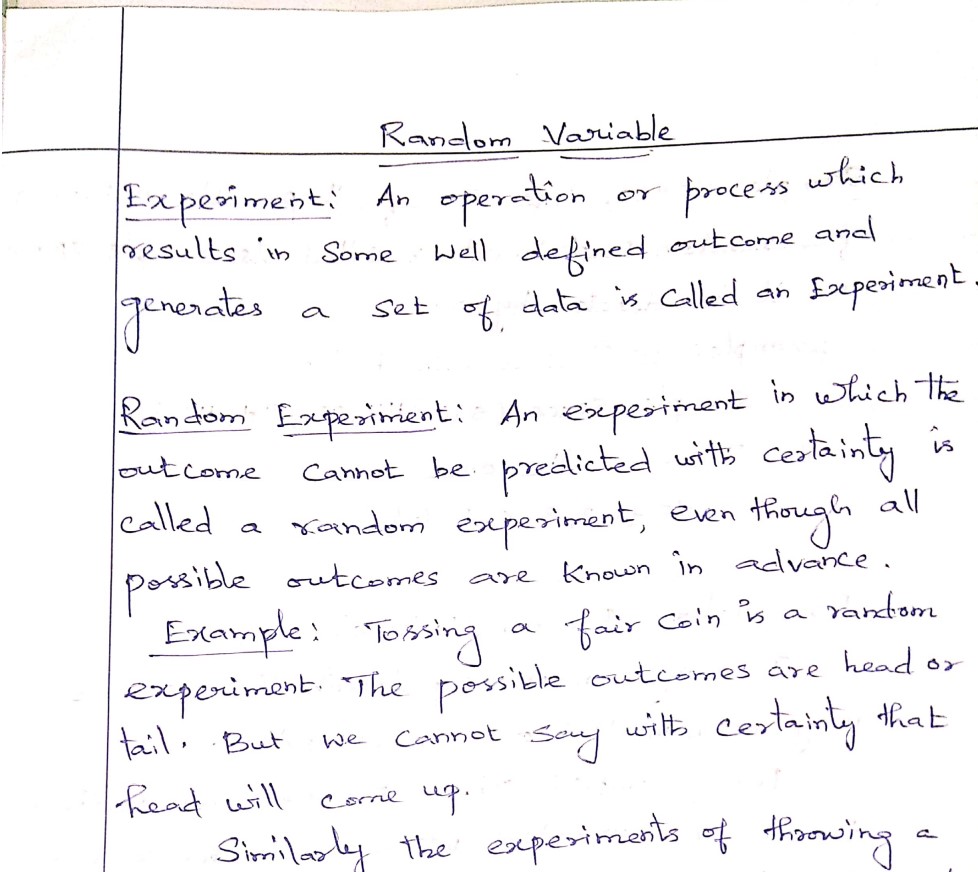 Random Variable
Experiment: An operation or process which
results in Some Well defined outcome and
generates a set of data is called an Experiment.
Random Experiment: An experiment in which the
outcome cannot be predicted with certainty is
called a random experiment, even though all
possible outcomes are known in advance.
Example: Tossing a fair coin is a random
experiment. The possible outcomes are head or
tail. But we cannot say with certainty that
head will come up.
Similarly the experiments of throwing a